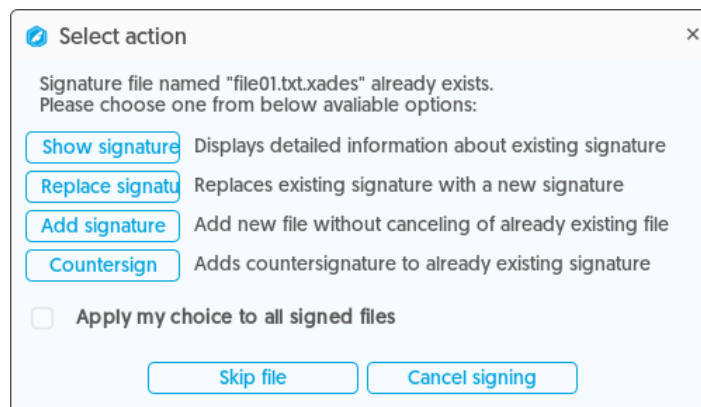 Select action
Signature file named "file01.txt.xades" already exists.
Please choose one from below avaliable options:
Show signature Displays detailed information about existing signature
Replace signatu Replaces existing signature with a new signature
Add signature Add new file without canceling of already existing file
Countersign Adds countersignature to already existing signature
Apply my choice to all signed files
Skip file Cancel signing